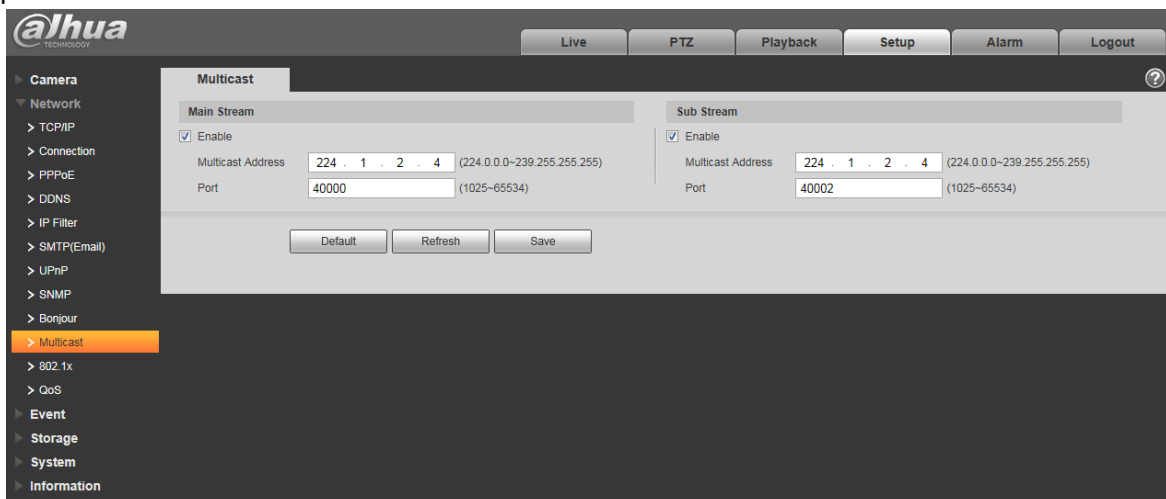 alhua
TECHNOLOGY
Live PTZ Playback Setup Alarm Logout
Camera
Network
> TCP/IP
> Connection
> PPPoE
> DDNS
> IP Filter
> SMTP(Email)
> UPnP
> SNMP
> Bonjour
> Multicast
> 802.1x
> QoS
Event
Storage
System
Information
Multicast
?
Main Stream
Enable
Multicast Address 224 . 1 . 2 . 4 (224.0.0.0~239.255.255.255)
Port 40000 (1025~65534)
Sub Stream
Enable
Multicast Address 224 . 1 . 2 . 4 (224.0.0.0~239.255.255.255)
Port 40002 (1025~65534)
Default Refresh Save